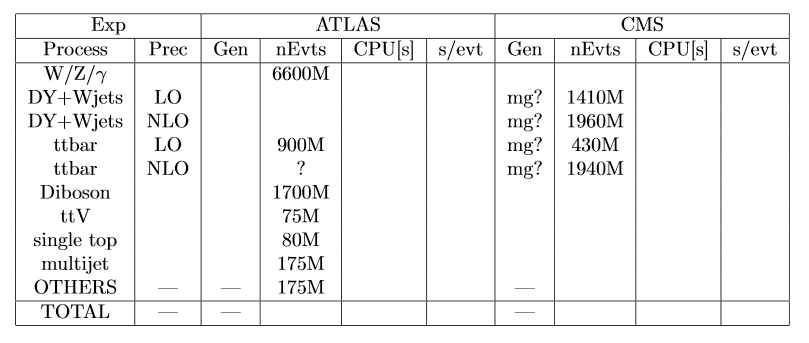 Exp ATLAS CMS
Process Prec Gen nEvts CPU[s] s/evt Gen nEvts CPU[s] s/evt
W/Z/γ 6600M
DY+Wjets LO mg? 1410M
DY+Wjets NLO mg? 1960M
ttbar LO 900M mg? 430M
ttbar NLO ? mg? 1940M
Diboson 1700M
ttV 75M
single top 80M
multijet 175M
OTHERS — — 175M —
TOTAL — — —